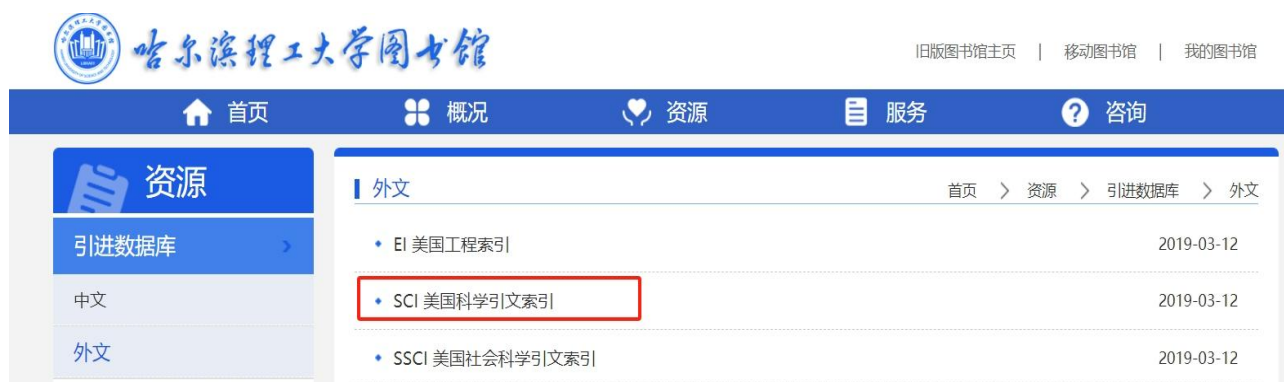 哈尔滨理工大学图书馆
旧版图书馆主页 | 移动图书馆 | 我的图书馆
首页 概况 资源 服务 咨询
资源
外文
首页 > 资源 > 引进数据库 > 外文
引进数据库 >
• EI 美国工程索引 2019-03-12
中文
• SCI 美国科学引文索引 2019-03-12
外文
• SSCI 美国社会科学引文索引 2019-03-12